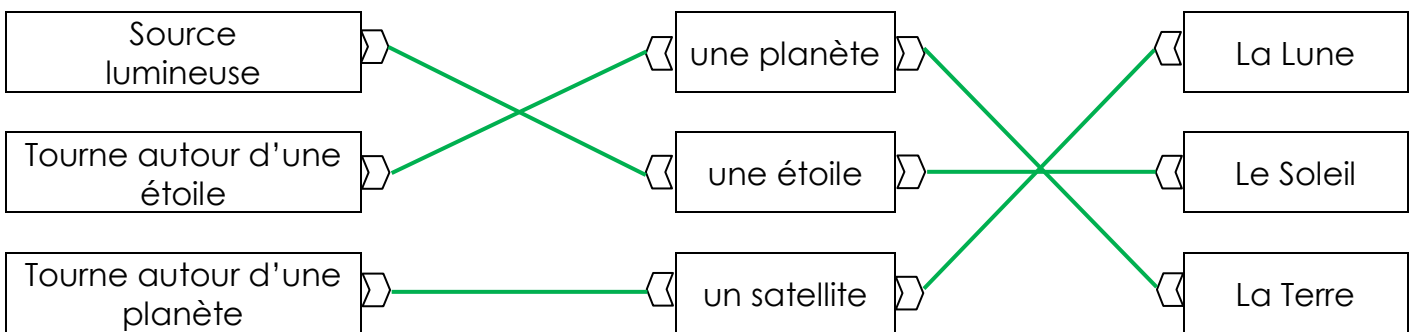 Source
lumineuse
une planète
La Lune
Tourne autour d’une
étoile
une étoile
Le Soleil
Tourne autour d’une
planète
un satellite
La Terre